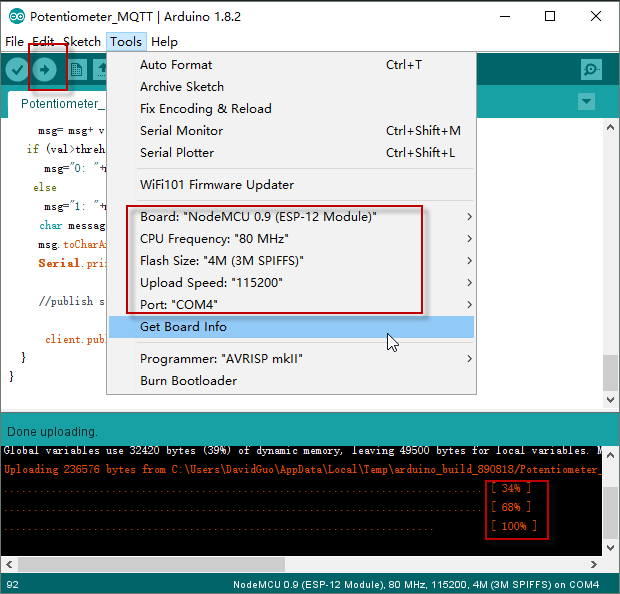 Potentiometer_MQTT | Arduino 1.8.2
File Edit Sketch Tools Help
Auto Format Ctrl+T
Archive Sketch
Fix Encoding & Reload
Serial Monitor Ctrl+Shift+M
Serial Plotter Ctrl+Shift+L
WiFi101 Firmware Updater
Board: "NodeMCU 0.9 (ESP-12 Module)"
CPU Frequency: "80 MHz"
Flash Size: "4M (3M SPIFFS)"
Upload Speed: "115200"
Port: "COM4"
Get Board Info
Programmer: "AVRISP mkII"
Burn Bootloader
Potentiometer_
msg= msg+ v
if (val>threh
msg="0: "+
else
msg="1: "+
char messag
msg.toCharA
Serial.pri
//publish s
client.pub
}
}
Done uploading.
Global variables use 32420 bytes (39%) of dynamic memory, leaving 49500 bytes for local variables. M
Uploading 236576 bytes from C:\Users\DavidGuo\AppData\Local\Temp\arduino_build_890818/Potentiometer_
[ 34% ]
[ 68% ]
[ 100% ]
92 NodeMCU 0.9 (ESP-12 Module), 80 MHz, 115200, 4M (3M SPIFFS) on COM4